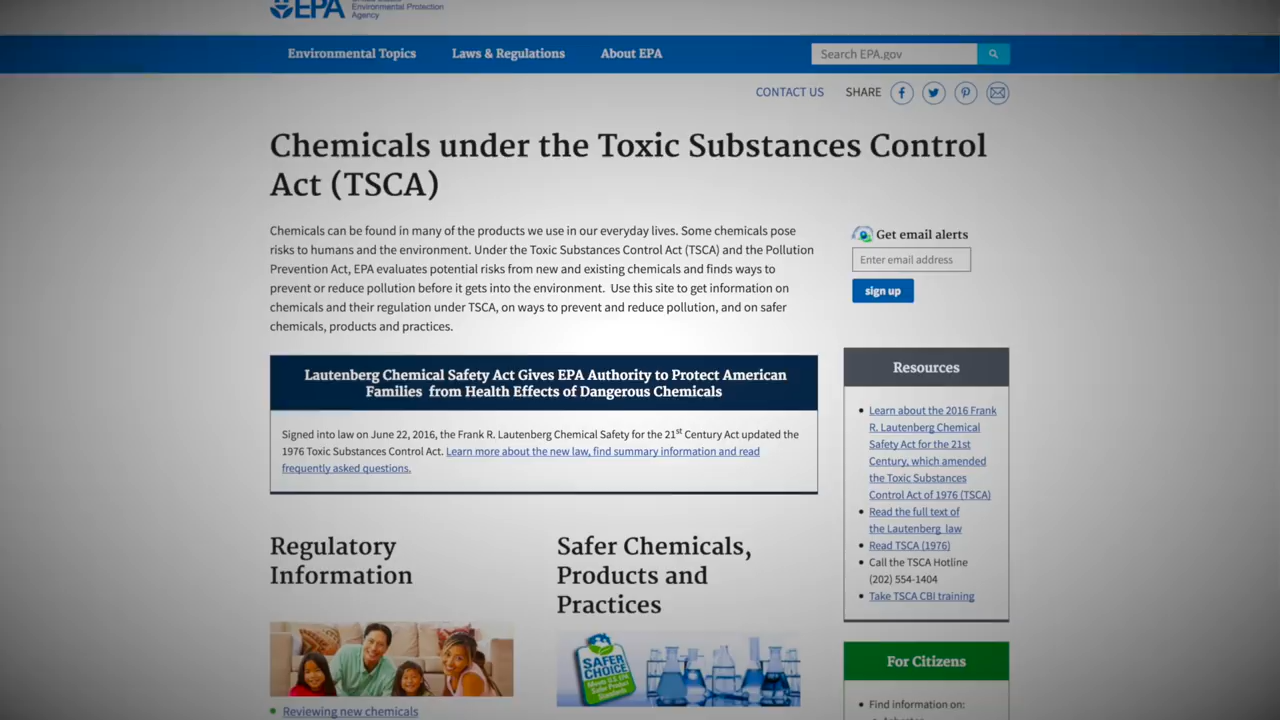 EPA
Environmental Protection
Agency
Environmental Topics
Laws & Regulations
About EPA
Search EPA.gov
CONTACT US
SHARE
Chemicals under the Toxic Substances Control
Act (TSCA)
Chemicals can be found in many of the products we use in our everyday lives. Some chemicals pose
risks to humans and the environment. Under the Toxic Substances Control Act (TSCA) and the Pollution
Prevention Act, EPA evaluates potential risks from new and existing chemicals and finds ways to
prevent or reduce pollution before it gets into the environment. Use this site to get information on
chemicals and their regulation under TSCA, on ways to prevent and reduce pollution, and on safer
chemicals, products and practices.
Get email alerts
Enter email address
sign up
Lautenberg Chemical Safety Act Gives EPA Authority to Protect American
Families from Health Effects of Dangerous Chemicals
Signed into law on June 22, 2016, the Frank R. Lautenberg Chemical Safety for the 21st Century Act updated the
1976 Toxic Substances Control Act. Learn more about the new law, find summary information and read
frequently asked questions.
Resources
Learn about the 2016 Frank
R. Lautenberg Chemical
Safety Act for the 21st
Century, which amended
the Toxic Substances
Control Act of 1976 (TSCA)
Read the full text of
the Lautenberg law
Read TSCA (1976)
Call the TSCA Hotline
(202) 554-1404
Take TSCA CBI training
Regulatory
Information
Reviewing new chemicals
Safer Chemicals,
Products and
Practices
SAFER
CHOICE
Meets U.S. EPA
Safer Product
Standards
For Citizens
Find information on: